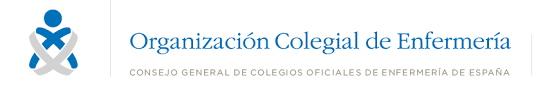 Organización Colegial de Enfermería
CONSEJO GENERAL DE COLEGIOS OFICIALES DE ENFERMERÍA DE ESPAÑA